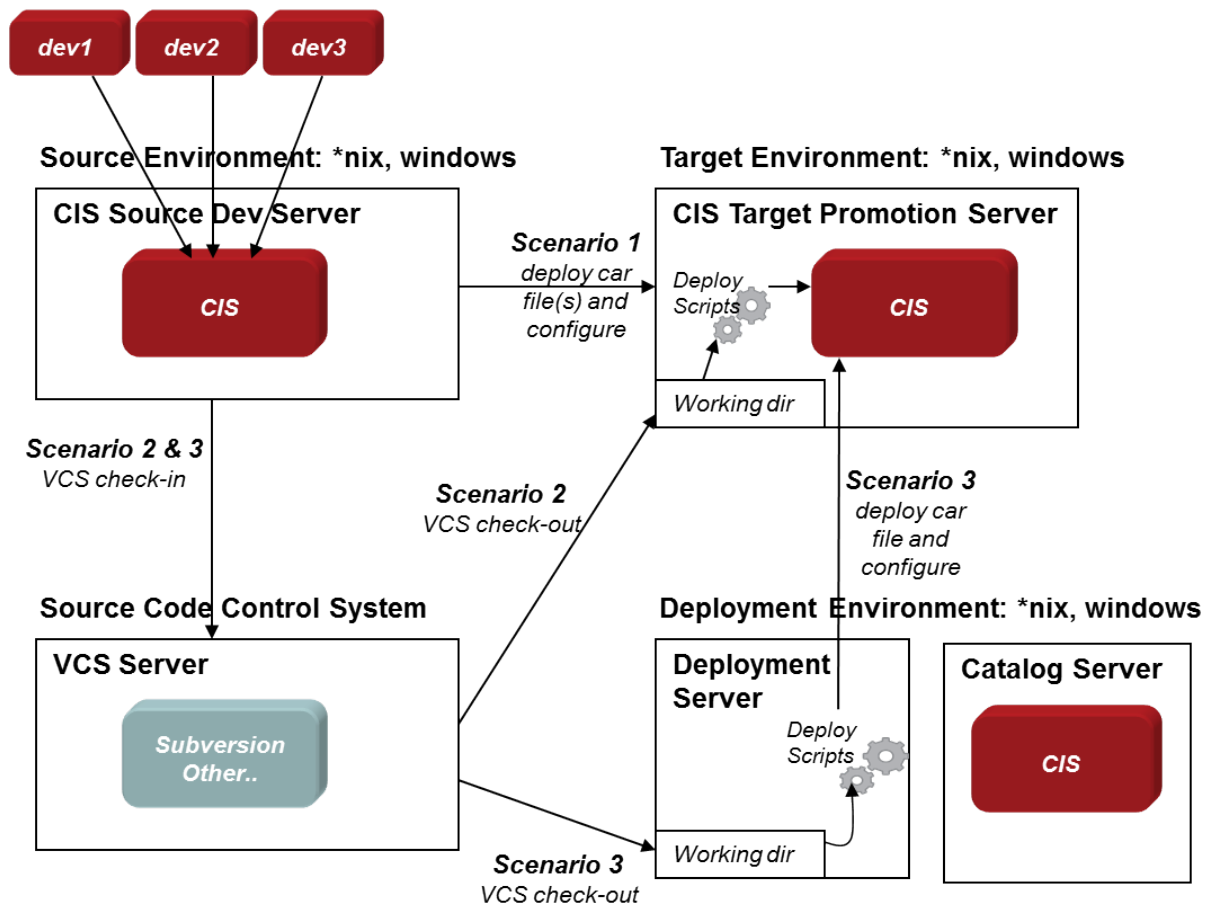 dev1
dev2
dev3
Source Environment: *nix, windows
Target Environment: *nix, windows
CIS Source Dev Server
CIS
Scenario 1
deploy car
file(s) and
configure
CIS Target Promotion Server
Deploy
Scripts
CIS
Working dir
Scenario 2 & 3
VCS check-in
Scenario 2
VCS check-out
Scenario 3
deploy car
file and
configure
Source Code Control System
Deployment Environment: *nix, windows
VCS Server
Subversion
Other..
Deployment
Server
Deploy
Scripts
Working dir
Catalog Server
CIS
Scenario 3
VCS check-out